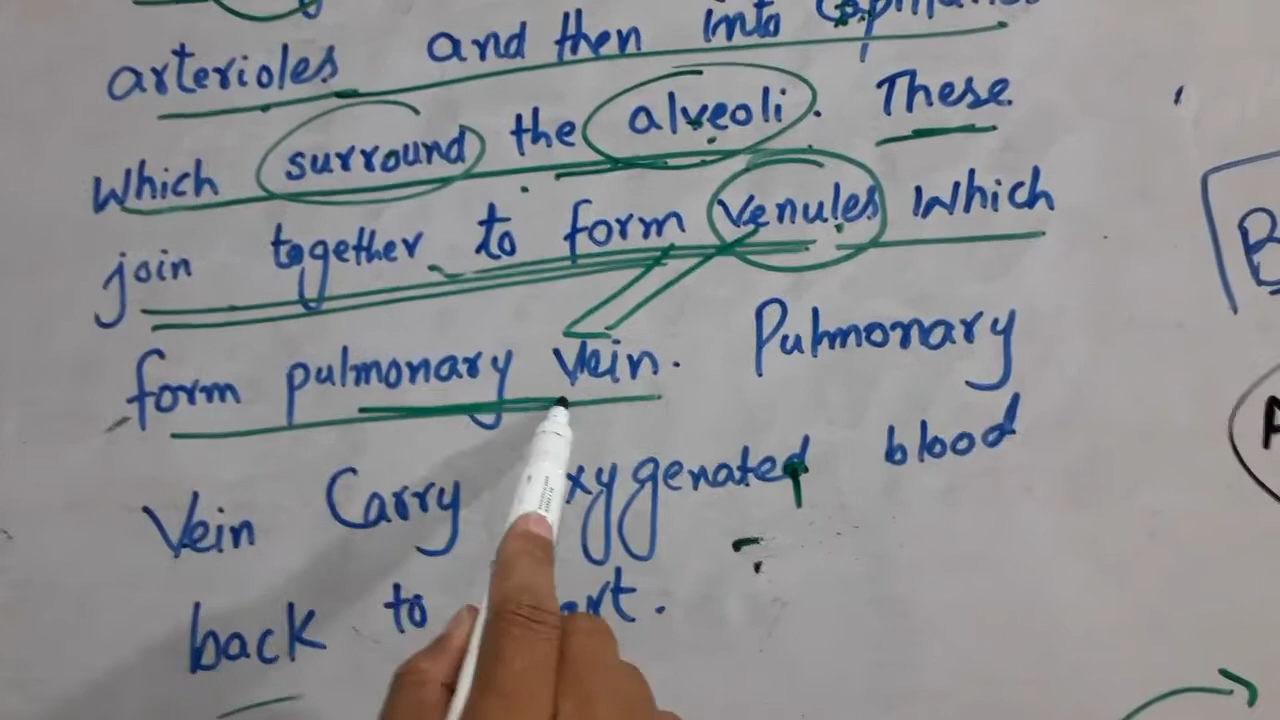 arterioles and then into
which surround the alveoli. These
join together to form venules which
form pulmonary vein. Pulmonary
Vein Carry xygenated blood
back to
B
A